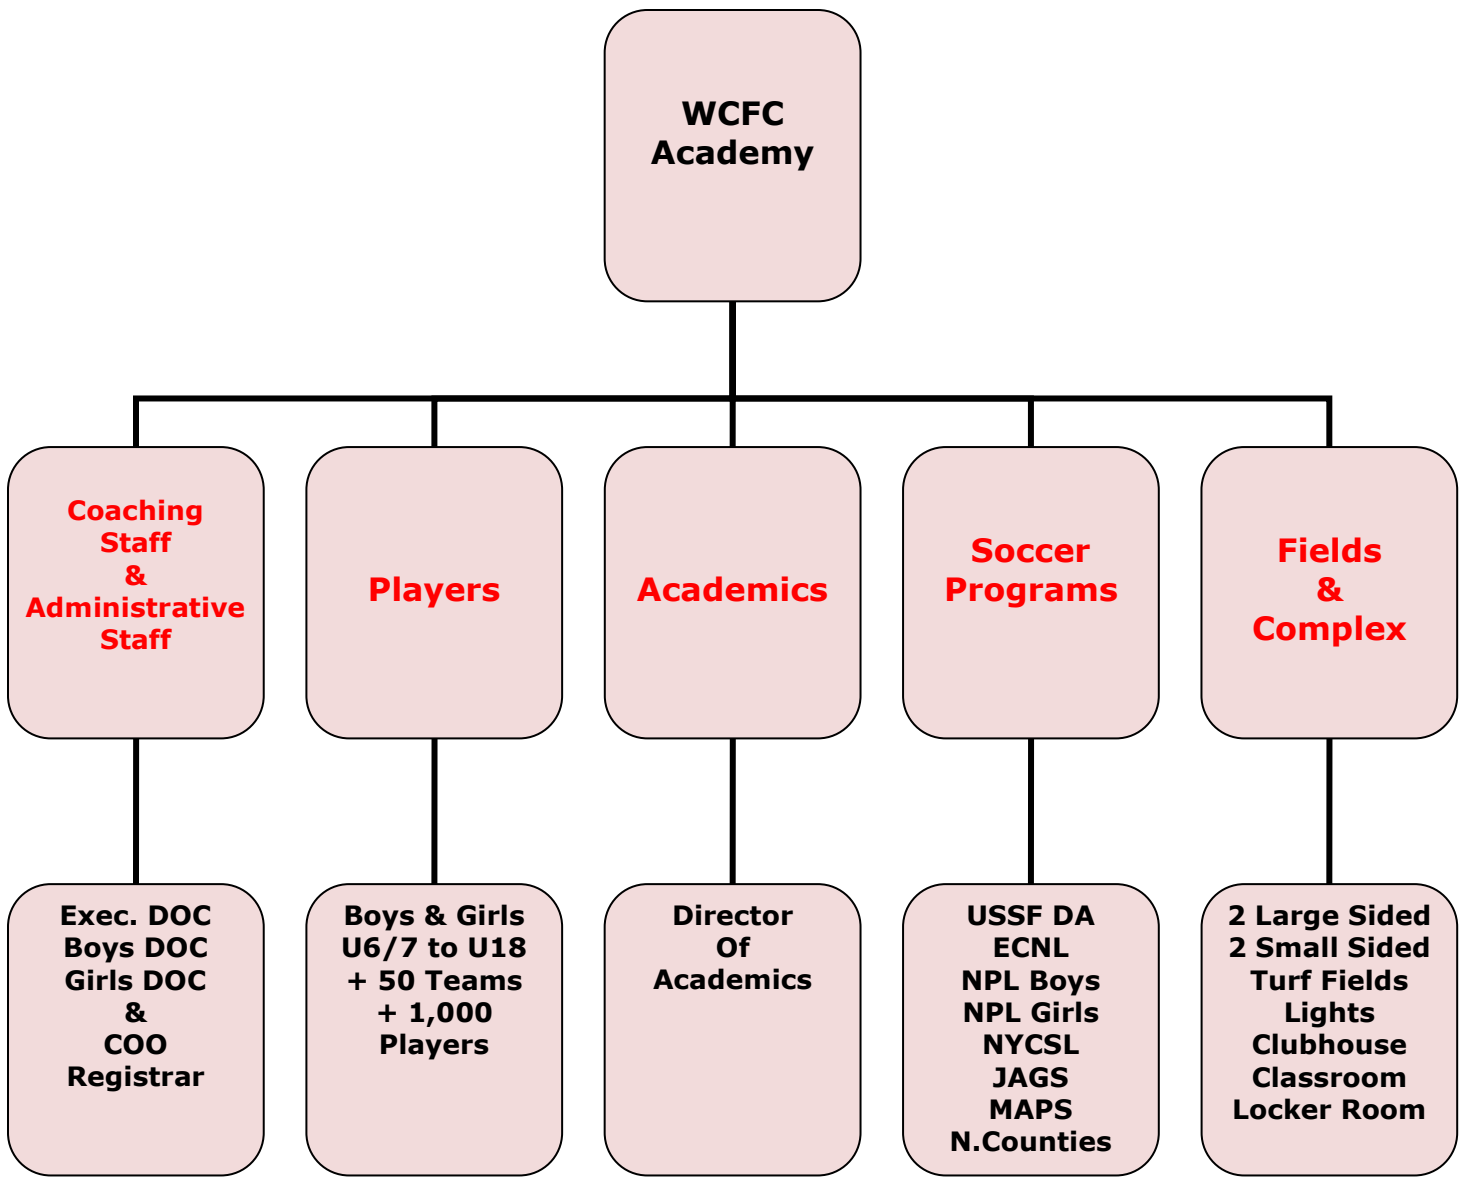 WCFC
Academy
Coaching
Staff
&
Administrative
Staff
Players
Academics
Soccer
Programs
Fields
&
Complex
Exec. DOC
Boys DOC
Girls DOC
&
COO
Registrar
Boys & Girls
U6/7 to U18
+ 50 Teams
+ 1,000
Players
Director
Of
Academics
USSF DA
ECNL
NPL Boys
NPL Girls
NYCSL
JAGS
MAPS
N.Counties
2 Large Sided
2 Small Sided
Turf Fields
Lights
Clubhouse
Classroom
Locker Room